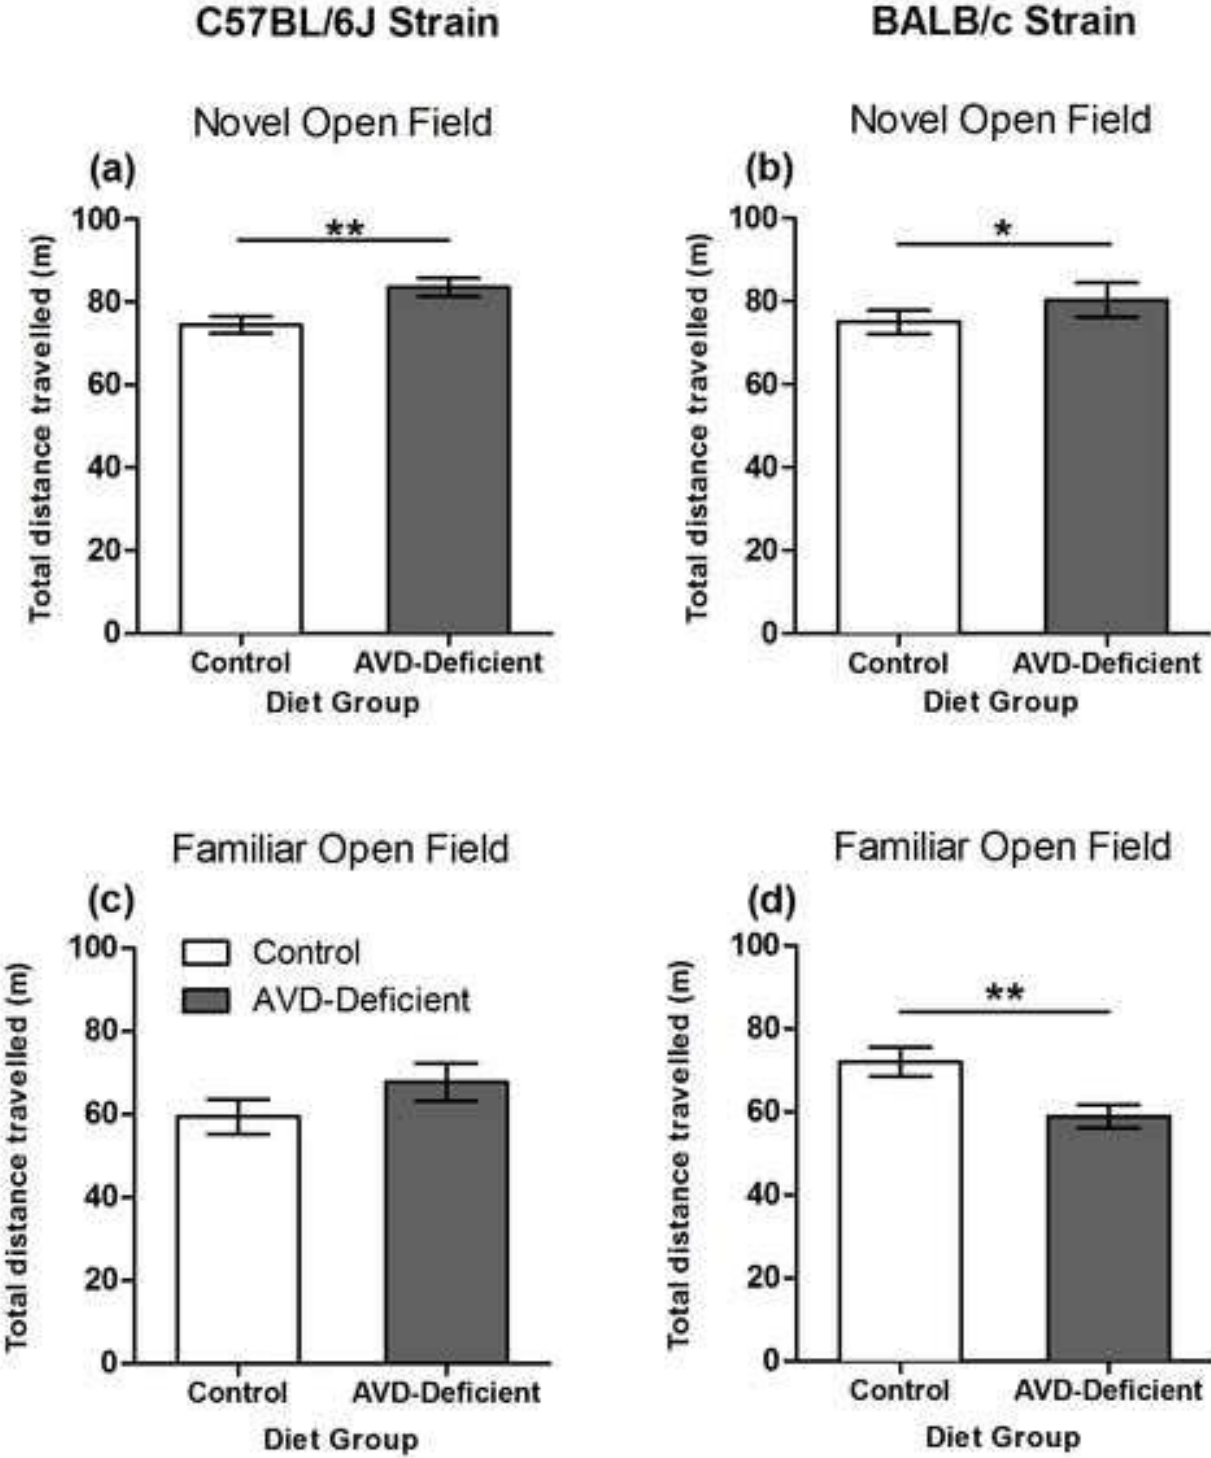 C57BL/6J Strain
BALB/c Strain
Novel Open Field
(a)
Total distance travelled (m)
100
**
80
60
40
20
0
Control AVD-Deficient
Diet Group
Novel Open Field
(b)
Total distance travelled (m)
100
*
80
60
40
20
0
Control AVD-Deficient
Diet Group
Familiar Open Field
(c)
Total distance travelled (m)
100
Control
AVD-Deficient
80
60
40
20
0
Control AVD-Deficient
Diet Group
Familiar Open Field
(d)
Total distance travelled (m)
100
**
80
60
40
20
0
Control AVD-Deficient
Diet Group